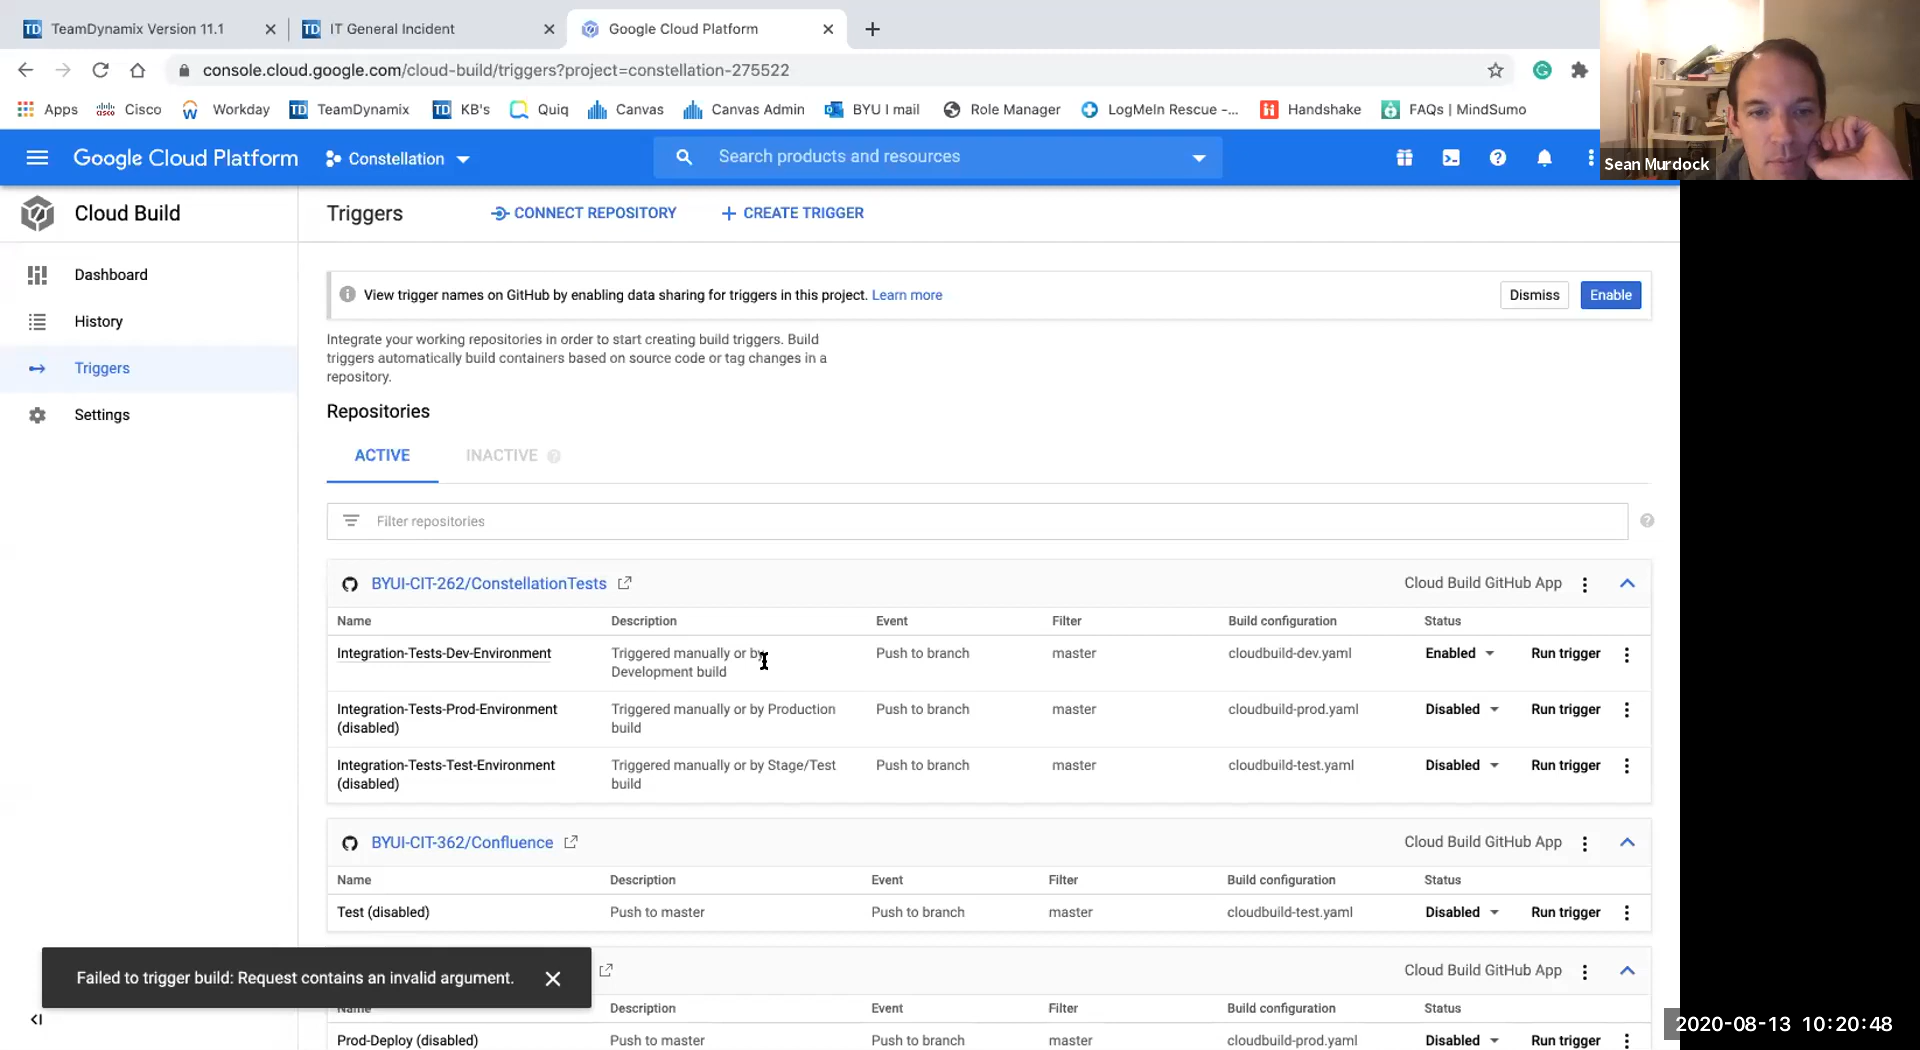 TeamDynamix Version 11.1
IT General Incident
Google Cloud Platform
console.cloud.google.com/cloud-build/triggers?project=constellation-275522
Apps
Cisco
Workday
TeamDynamix
KB's
Quiq
Canvas
Canvas Admin
BYU I mail
Role Manager
LogMeIn Rescue -...
Handshake
FAQs | MindSumo
Google Cloud Platform
Constellation
Search products and resources
Sean Murdock
Cloud Build
Triggers
CONNECT REPOSITORY
CREATE TRIGGER
Dashboard
History
Triggers
Settings
View trigger names on GitHub by enabling data sharing for triggers in this project. Learn more
Dismiss
Enable
Integrate your working repositories in order to start creating build triggers. Build
triggers automatically build containers based on source code or tag changes in a
repository.
Repositories
ACTIVE
INACTIVE
Filter repositories
BYUI-CIT-262/ConstellationTests
Cloud Build GitHub App
Name Description Event Filter Build configuration Status
Integration-Tests-Dev-Environment Triggered manually or by Push to branch master cloudbuild-dev.yaml Enabled Run trigger
Development build
Integration-Tests-Prod-Environment Triggered manually or by Production Push to branch master cloudbuild-prod.yaml Disabled Run trigger
(disabled) build
Integration-Tests-Test-Environment Triggered manually or by Stage/Test Push to branch master cloudbuild-test.yaml Disabled Run trigger
(disabled) build
BYUI-CIT-362/Confluence
Cloud Build GitHub App
Name Description Event Filter Build configuration Status
Test (disabled) Push to master Push to branch master cloudbuild-test.yaml Disabled Run trigger
Failed to trigger build: Request contains an invalid argument.
Cloud Build GitHub App
Name Description Event Filter Build configuration Status
Prod-Deploy (disabled) Push to master Push to branch master cloudbuild-prod.yaml Disabled Run trigger
2020-08-13 10:20:48